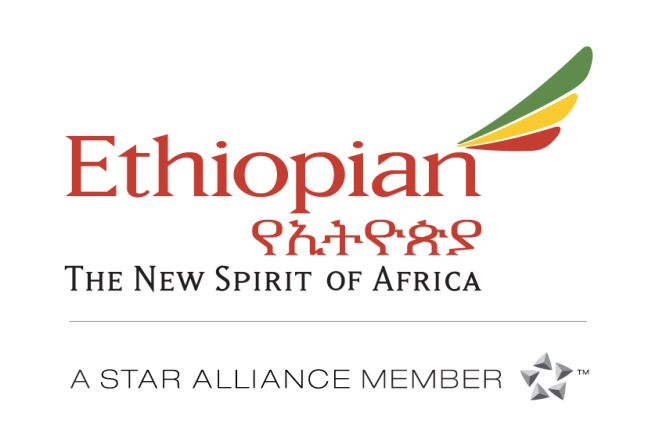 Ethiopian
የኢትዮጵያ
THE NEW SPIRIT OF AFRICA
A STAR ALLIANCE MEMBER ™